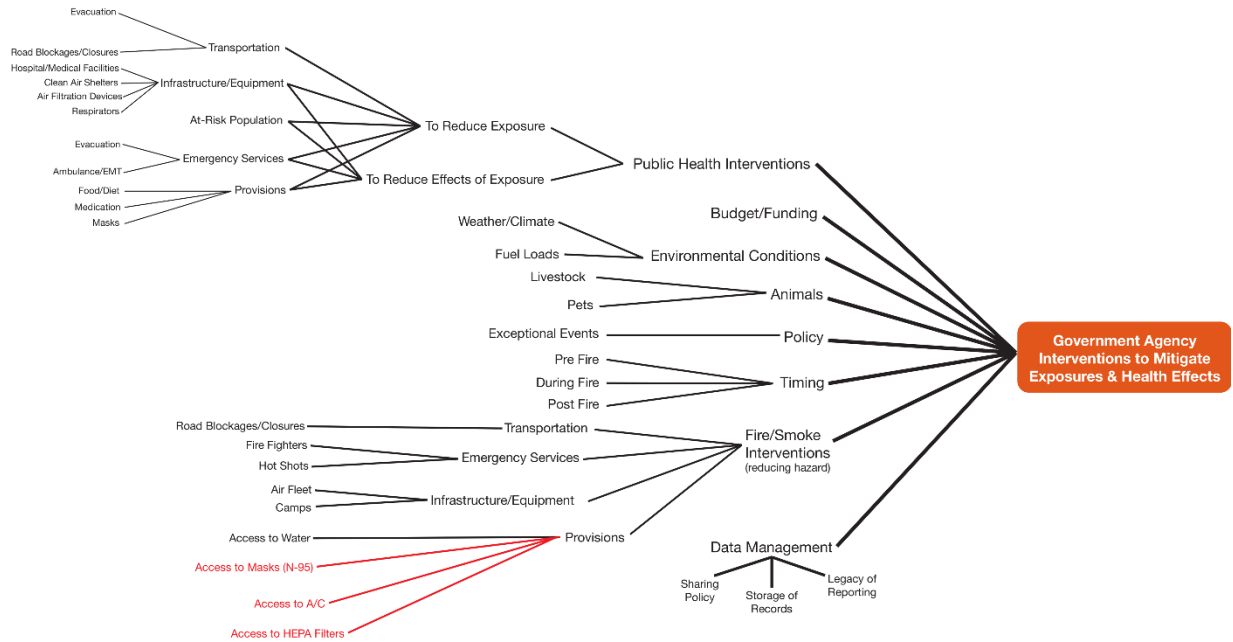 Evacuation
Road Blockages/Closures
Transportation
Hospital/Medical Facilities
Clean Air Shelters
Air Filtration Devices
Respirators
Infrastructure/Equipment
At-Risk Population
Evacuation
Ambulance/EMT
Emergency Services
Food/Diet
Medication
Masks
Provisions
To Reduce Exposure
To Reduce Effects of Exposure
Public Health Interventions
Budget/Funding
Weather/Climate
Fuel Loads
Environmental Conditions
Livestock
Pets
Animals
Exceptional Events
Policy
Pre Fire
During Fire
Post Fire
Timing
Road Blockages/Closures
Transportation
Fire Fighters
Hot Shots
Emergency Services
Air Fleet
Camps
Infrastructure/Equipment
Access to Water
Access to Masks (N-95)
Access to A/C
Access to HEPA Filters
Provisions
Fire/Smoke
Interventions
(reducing hazard)
Data Management
Sharing
Policy
Storage of
Records
Legacy of
Reporting
Government Agency
Interventions to Mitigate
Exposures & Health Effects